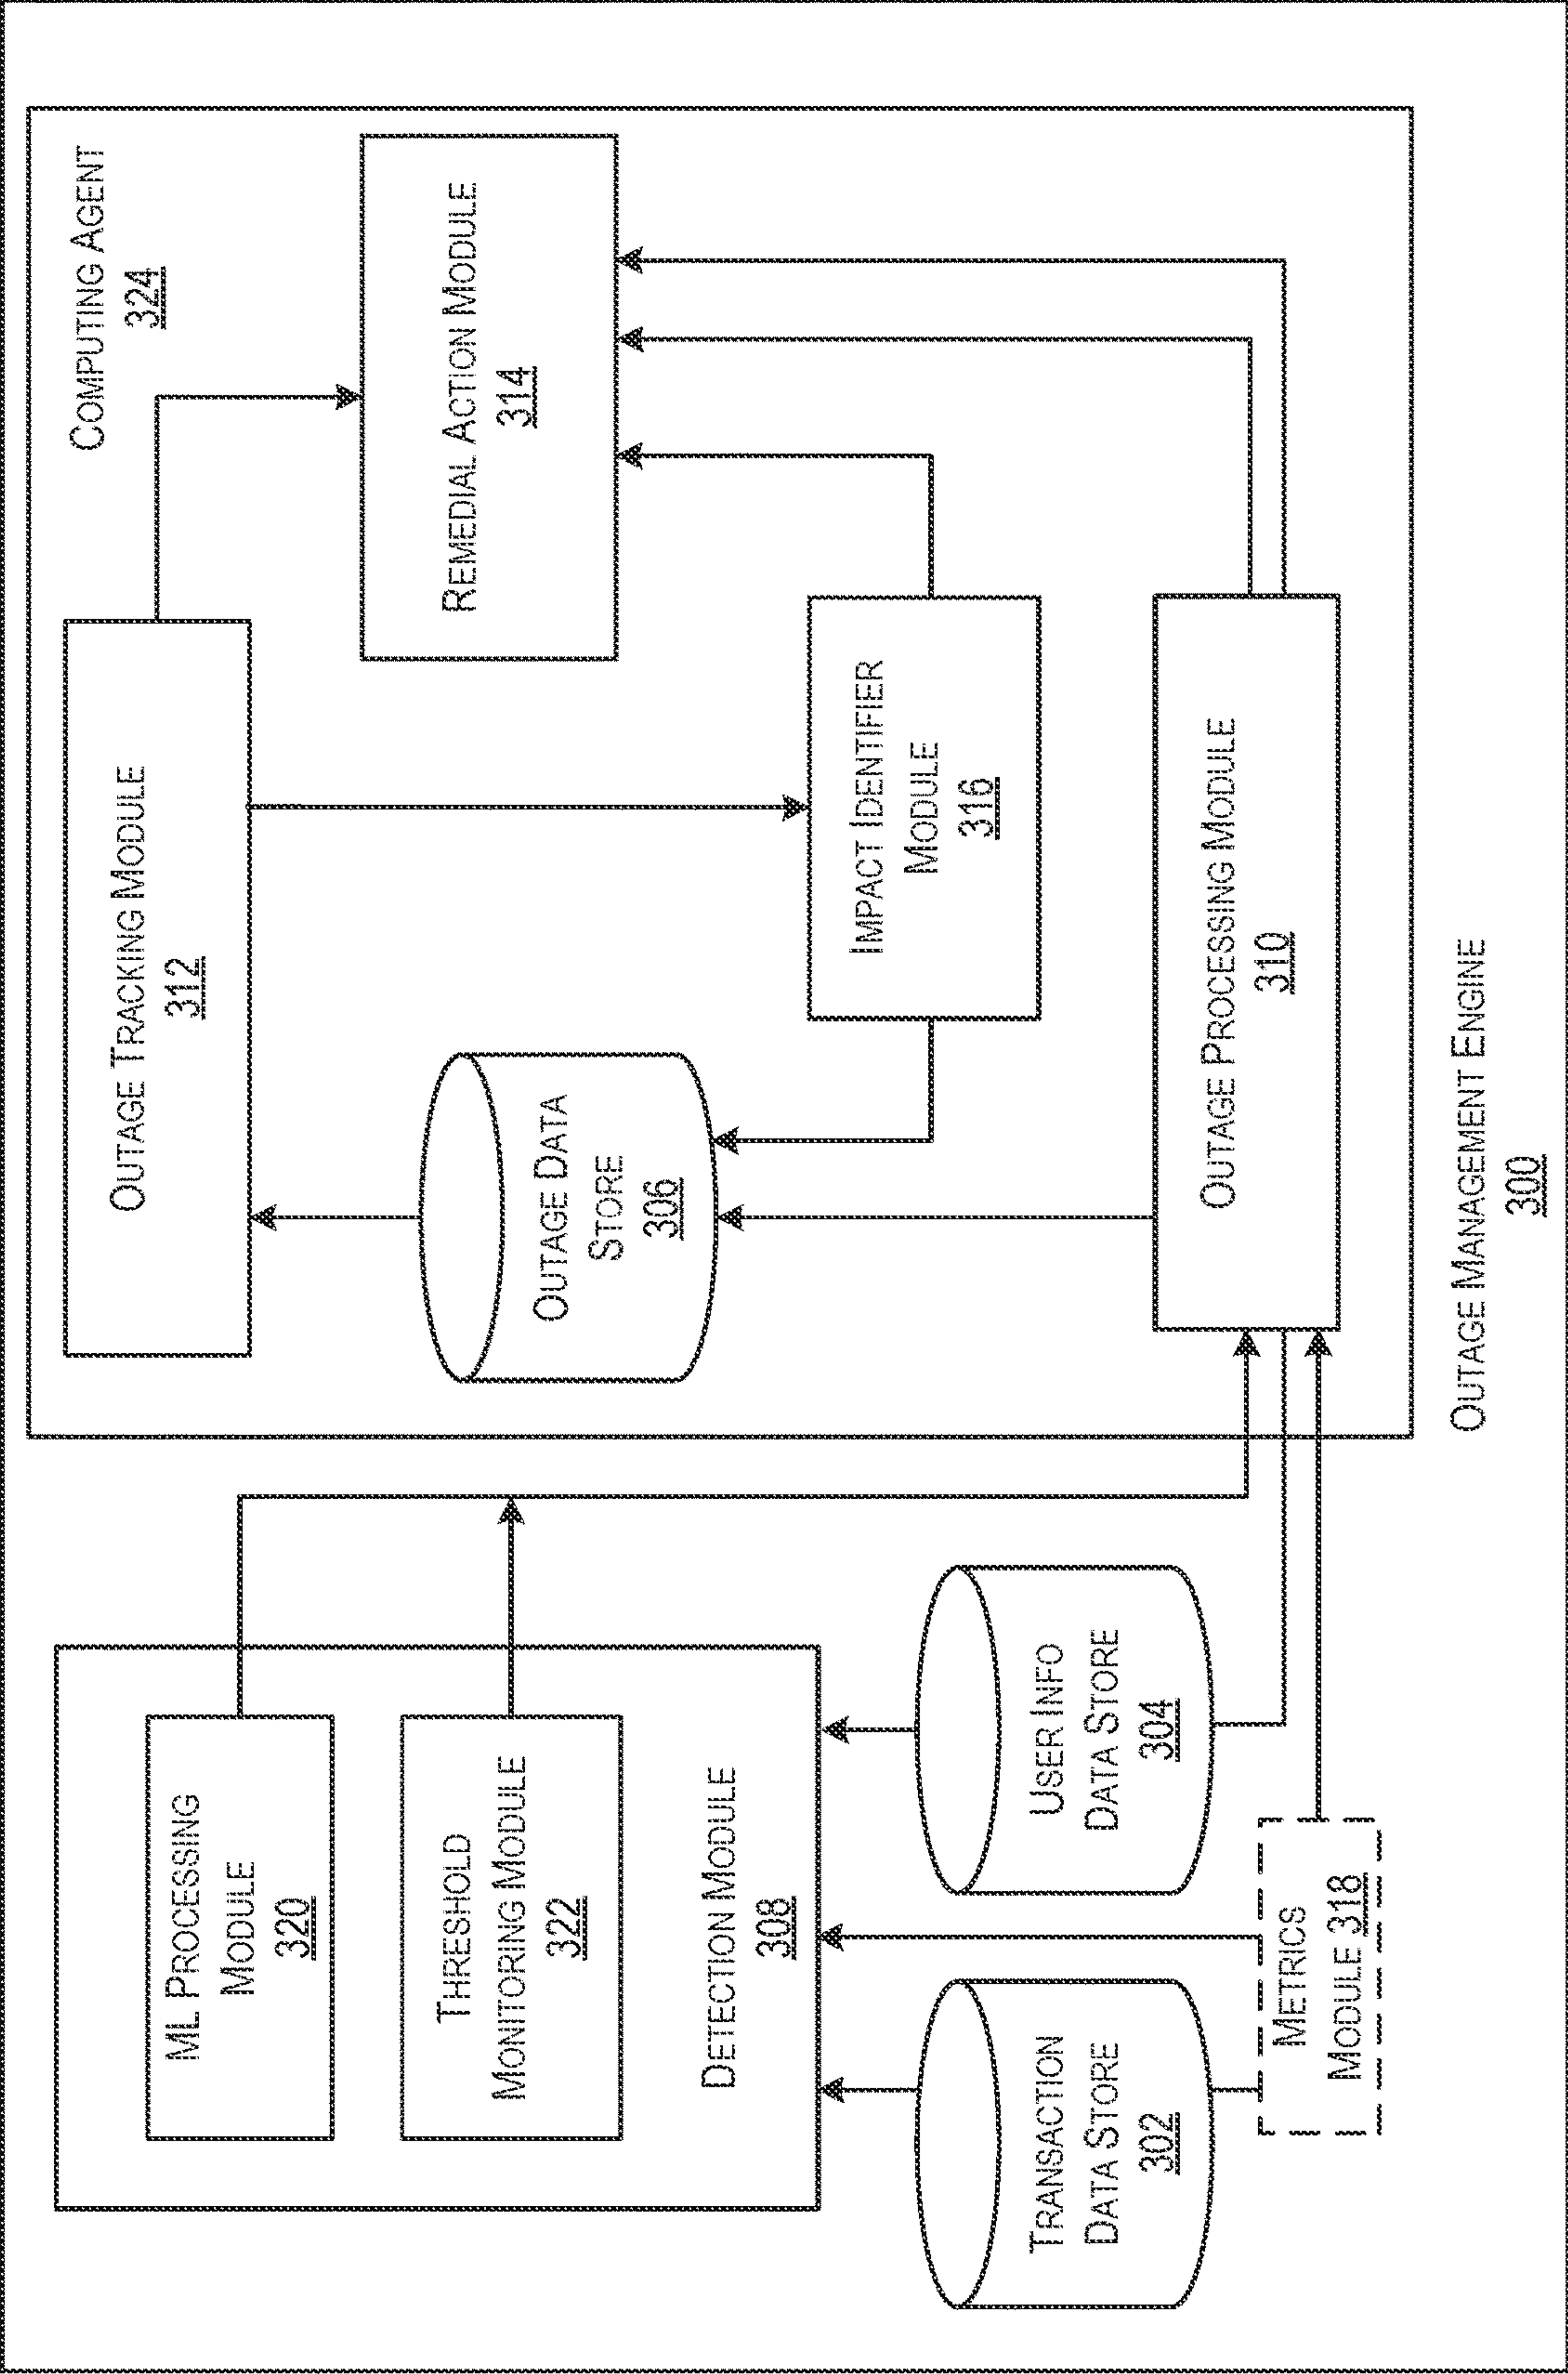 ML PROCESSING
MODULE
320
THRESHOLD
MONITORING MODULE
322
DETECTION MODULE
308
TRANSACTION
DATA STORE
302
USER INFO
DATA STORE
304
METRICS
MODULE 318
COMPUTING AGENT
324
OUTAGE TRACKING MODULE
312
OUTAGE DATA
STORE
306
REMEDIAL ACTION MODULE
314
IMPACT IDENTIFIER
MODULE
316
OUTAGE PROCESSING MODULE
310
OUTAGE MANAGEMENT ENGINE
300